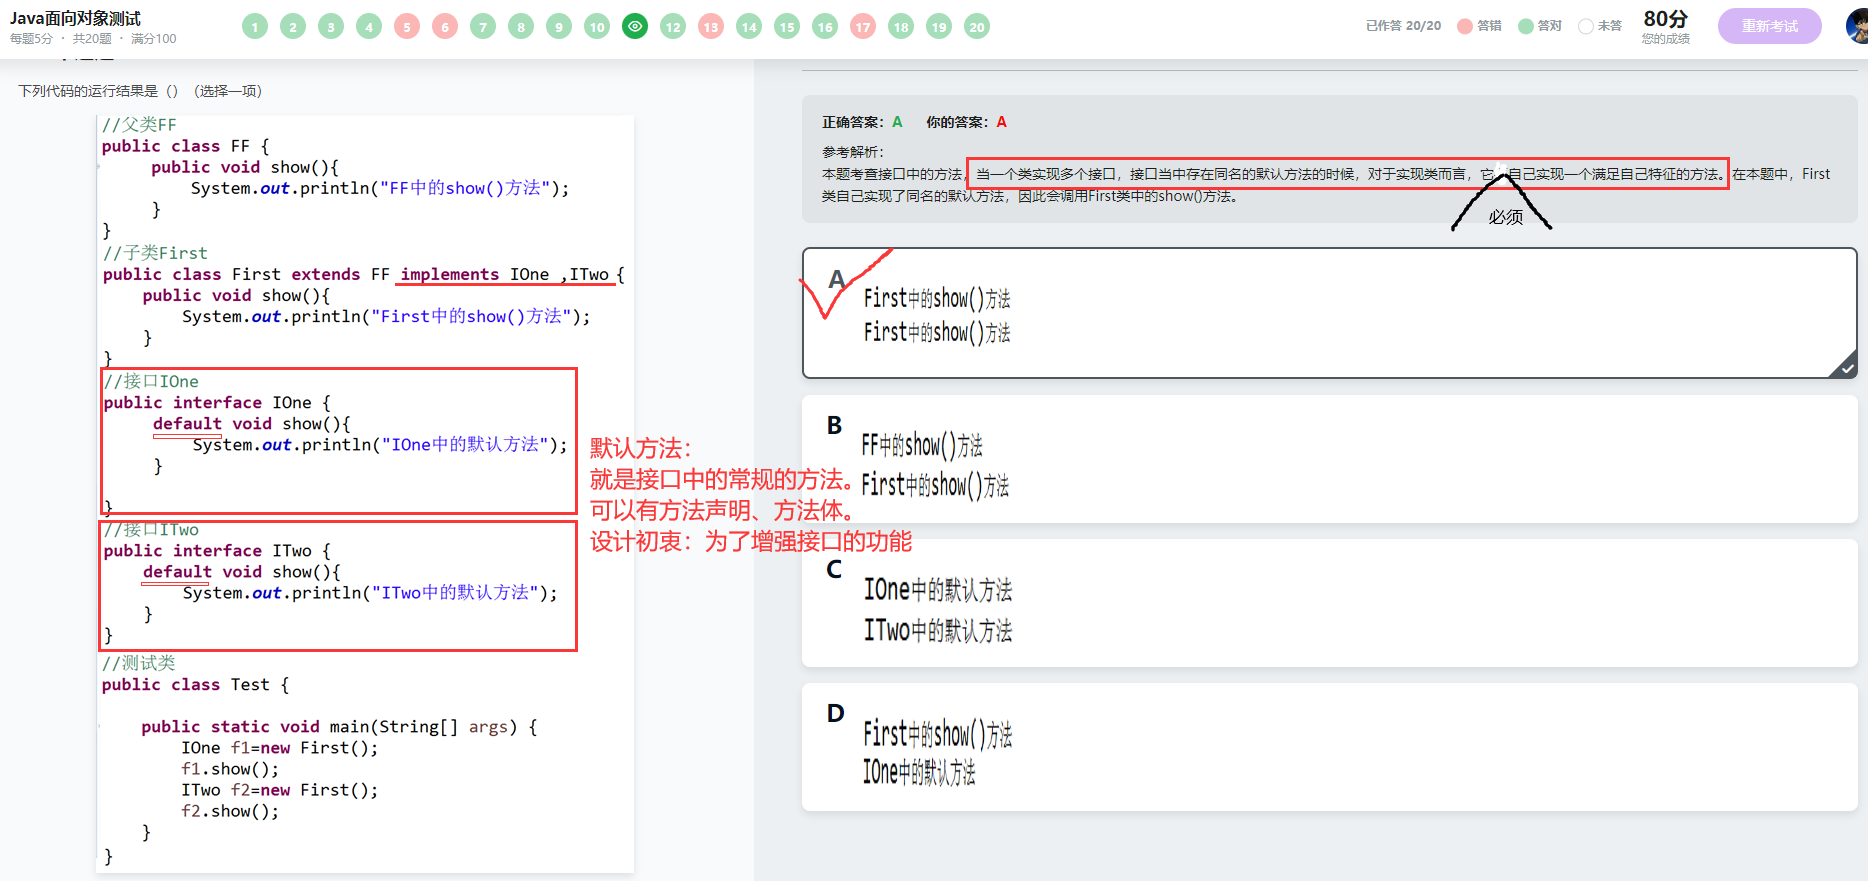 Java面向对象测试
每题5分 · 共20题 · 满分100
1 2 3 4 5 6 7 8 9 10 12 13 14 15 16 17 18 19 20
已作答 20/20 答错 答对 未答
80分
您的成绩
重新考试
下列代码的运行结果是（）（选择一项）
//父类FF
public class FF {
public void show(){
System.out.println("FF中的show()方法");
}
}
//子类First
public class First extends FF implements IOne ,ITwo {
public void show(){
System.out.println("First中的show()方法");
}
}
//接口IOne
public interface IOne {
default void show(){
System.out.println("IOne中的默认方法");
}
}
//接口ITwo
public interface ITwo {
default void show(){
System.out.println("ITwo中的默认方法");
}
}
//测试类
public class Test {
public static void main(String[] args) {
IOne f1=new First();
f1.show();
ITwo f2=new First();
f2.show();
}
}
默认方法：
就是接口中的常规的方法。
可以有方法声明、方法体。
设计初衷：为了增强接口的功能
正确答案：A 你的答案：A
参考解析：
本题考查接口中的方法，当一个类实现多个接口，接口当中存在同名的默认方法的时候，对于实现类而言，它 自己实现一个满足自己特征的方法。在本题中，First
类自己实现了同名的默认方法，因此会调用First类中的show()方法。
必须
A
First中的show()方法
First中的show()方法
B
FF中的show()方法
First中的show()方法
C
IOne中的默认方法
ITwo中的默认方法
D
First中的show()方法
IOne中的默认方法